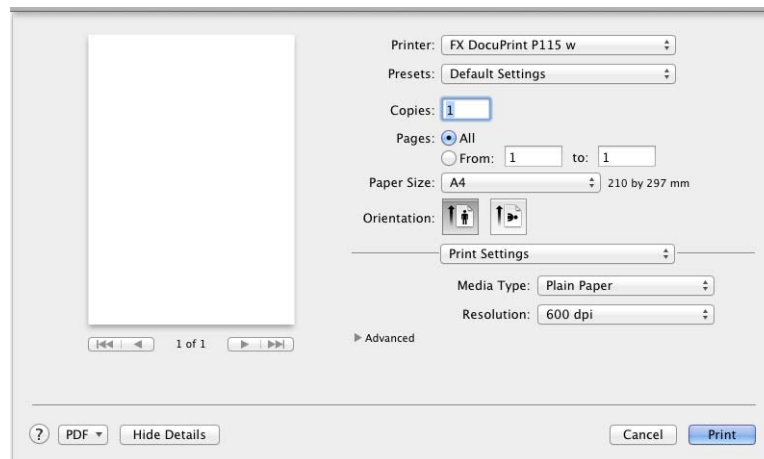 Printer: FX DocuPrint P115 w
Presets: Default Settings
Copies: 1
Pages: All
From: 1 to: 1
Paper Size: A4 210 by 297 mm
Orientation:
Print Settings
Media Type: Plain Paper
Resolution: 600 dpi
Advanced
1 of 1
? PDF Hide Details Cancel Print